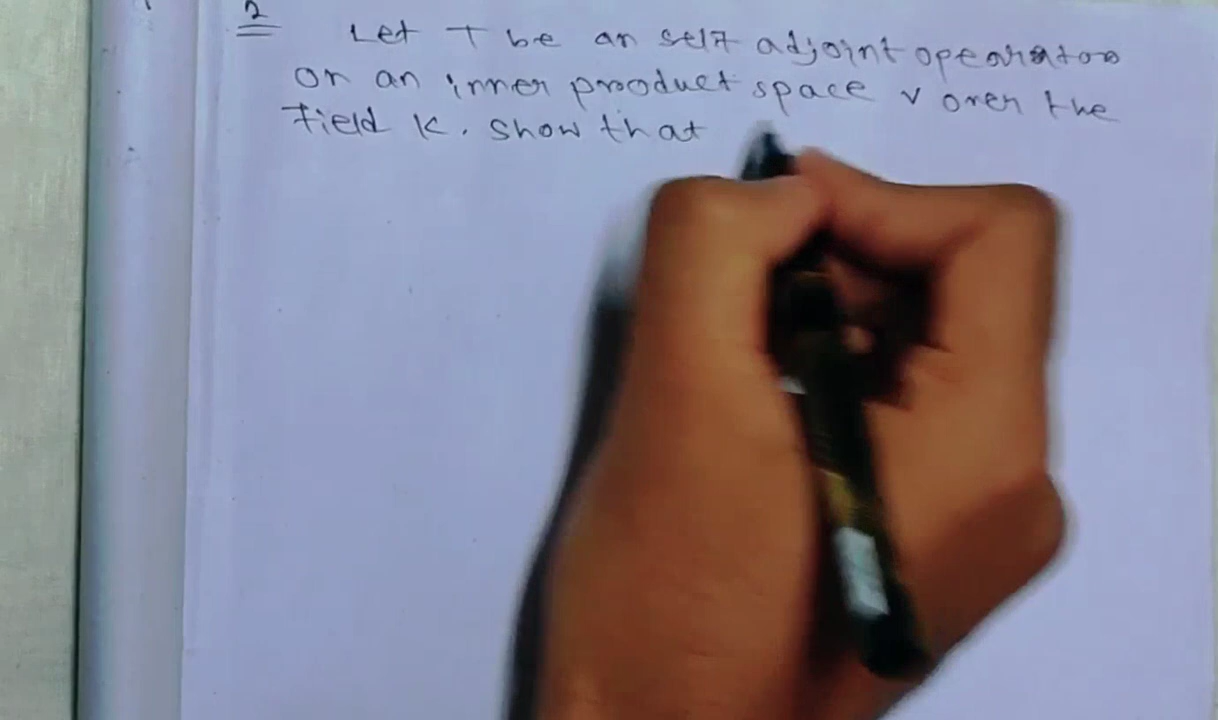 2 Let T be an self adjoint operator
on an inner product space V over the
field K. show that